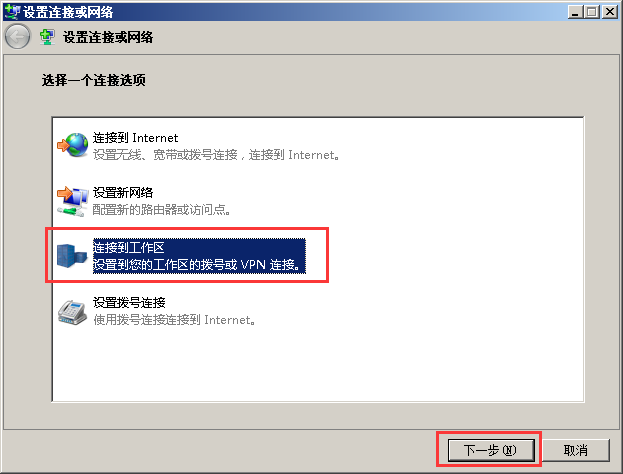 设置连接或网络
设置连接或网络
选择一个连接选项
连接到 Internet
设置无线、宽带或拨号连接，连接到 Internet。
设置新网络
配置新的路由器或访问点。
连接到工作区
设置到您的工作区的拨号或 VPN 连接。
设置拨号连接
使用拨号连接连接到 Internet。
下一步(N) 取消